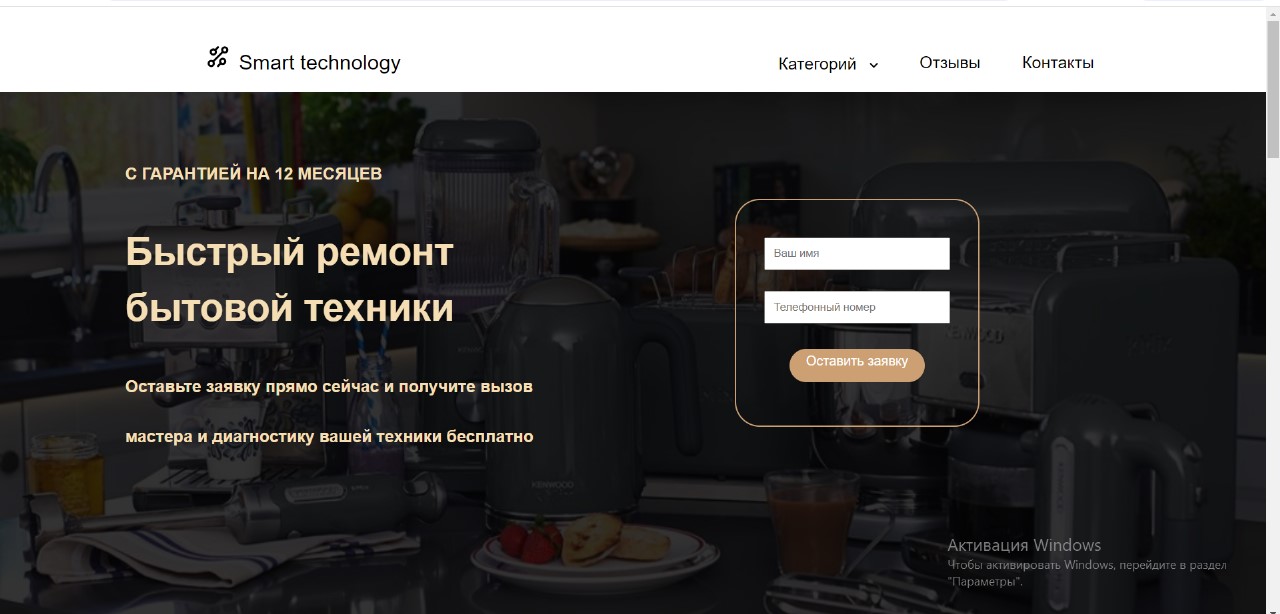 Smart technology
Категорий
Отзывы
Контакты
С ГАРАНТИЕЙ НА 12 МЕСЯЦЕВ
Быстрый ремонт
бытовой техники
Оставьте заявку прямо сейчас и получите вызов
мастера и диагностику вашей техники бесплатно
Ваш имя
Телефонный номер
Оставить заявку
KENWOOD
KENWOOD
Активация Windows
Чтобы активировать Windows, перейдите в раздел
"Параметры".